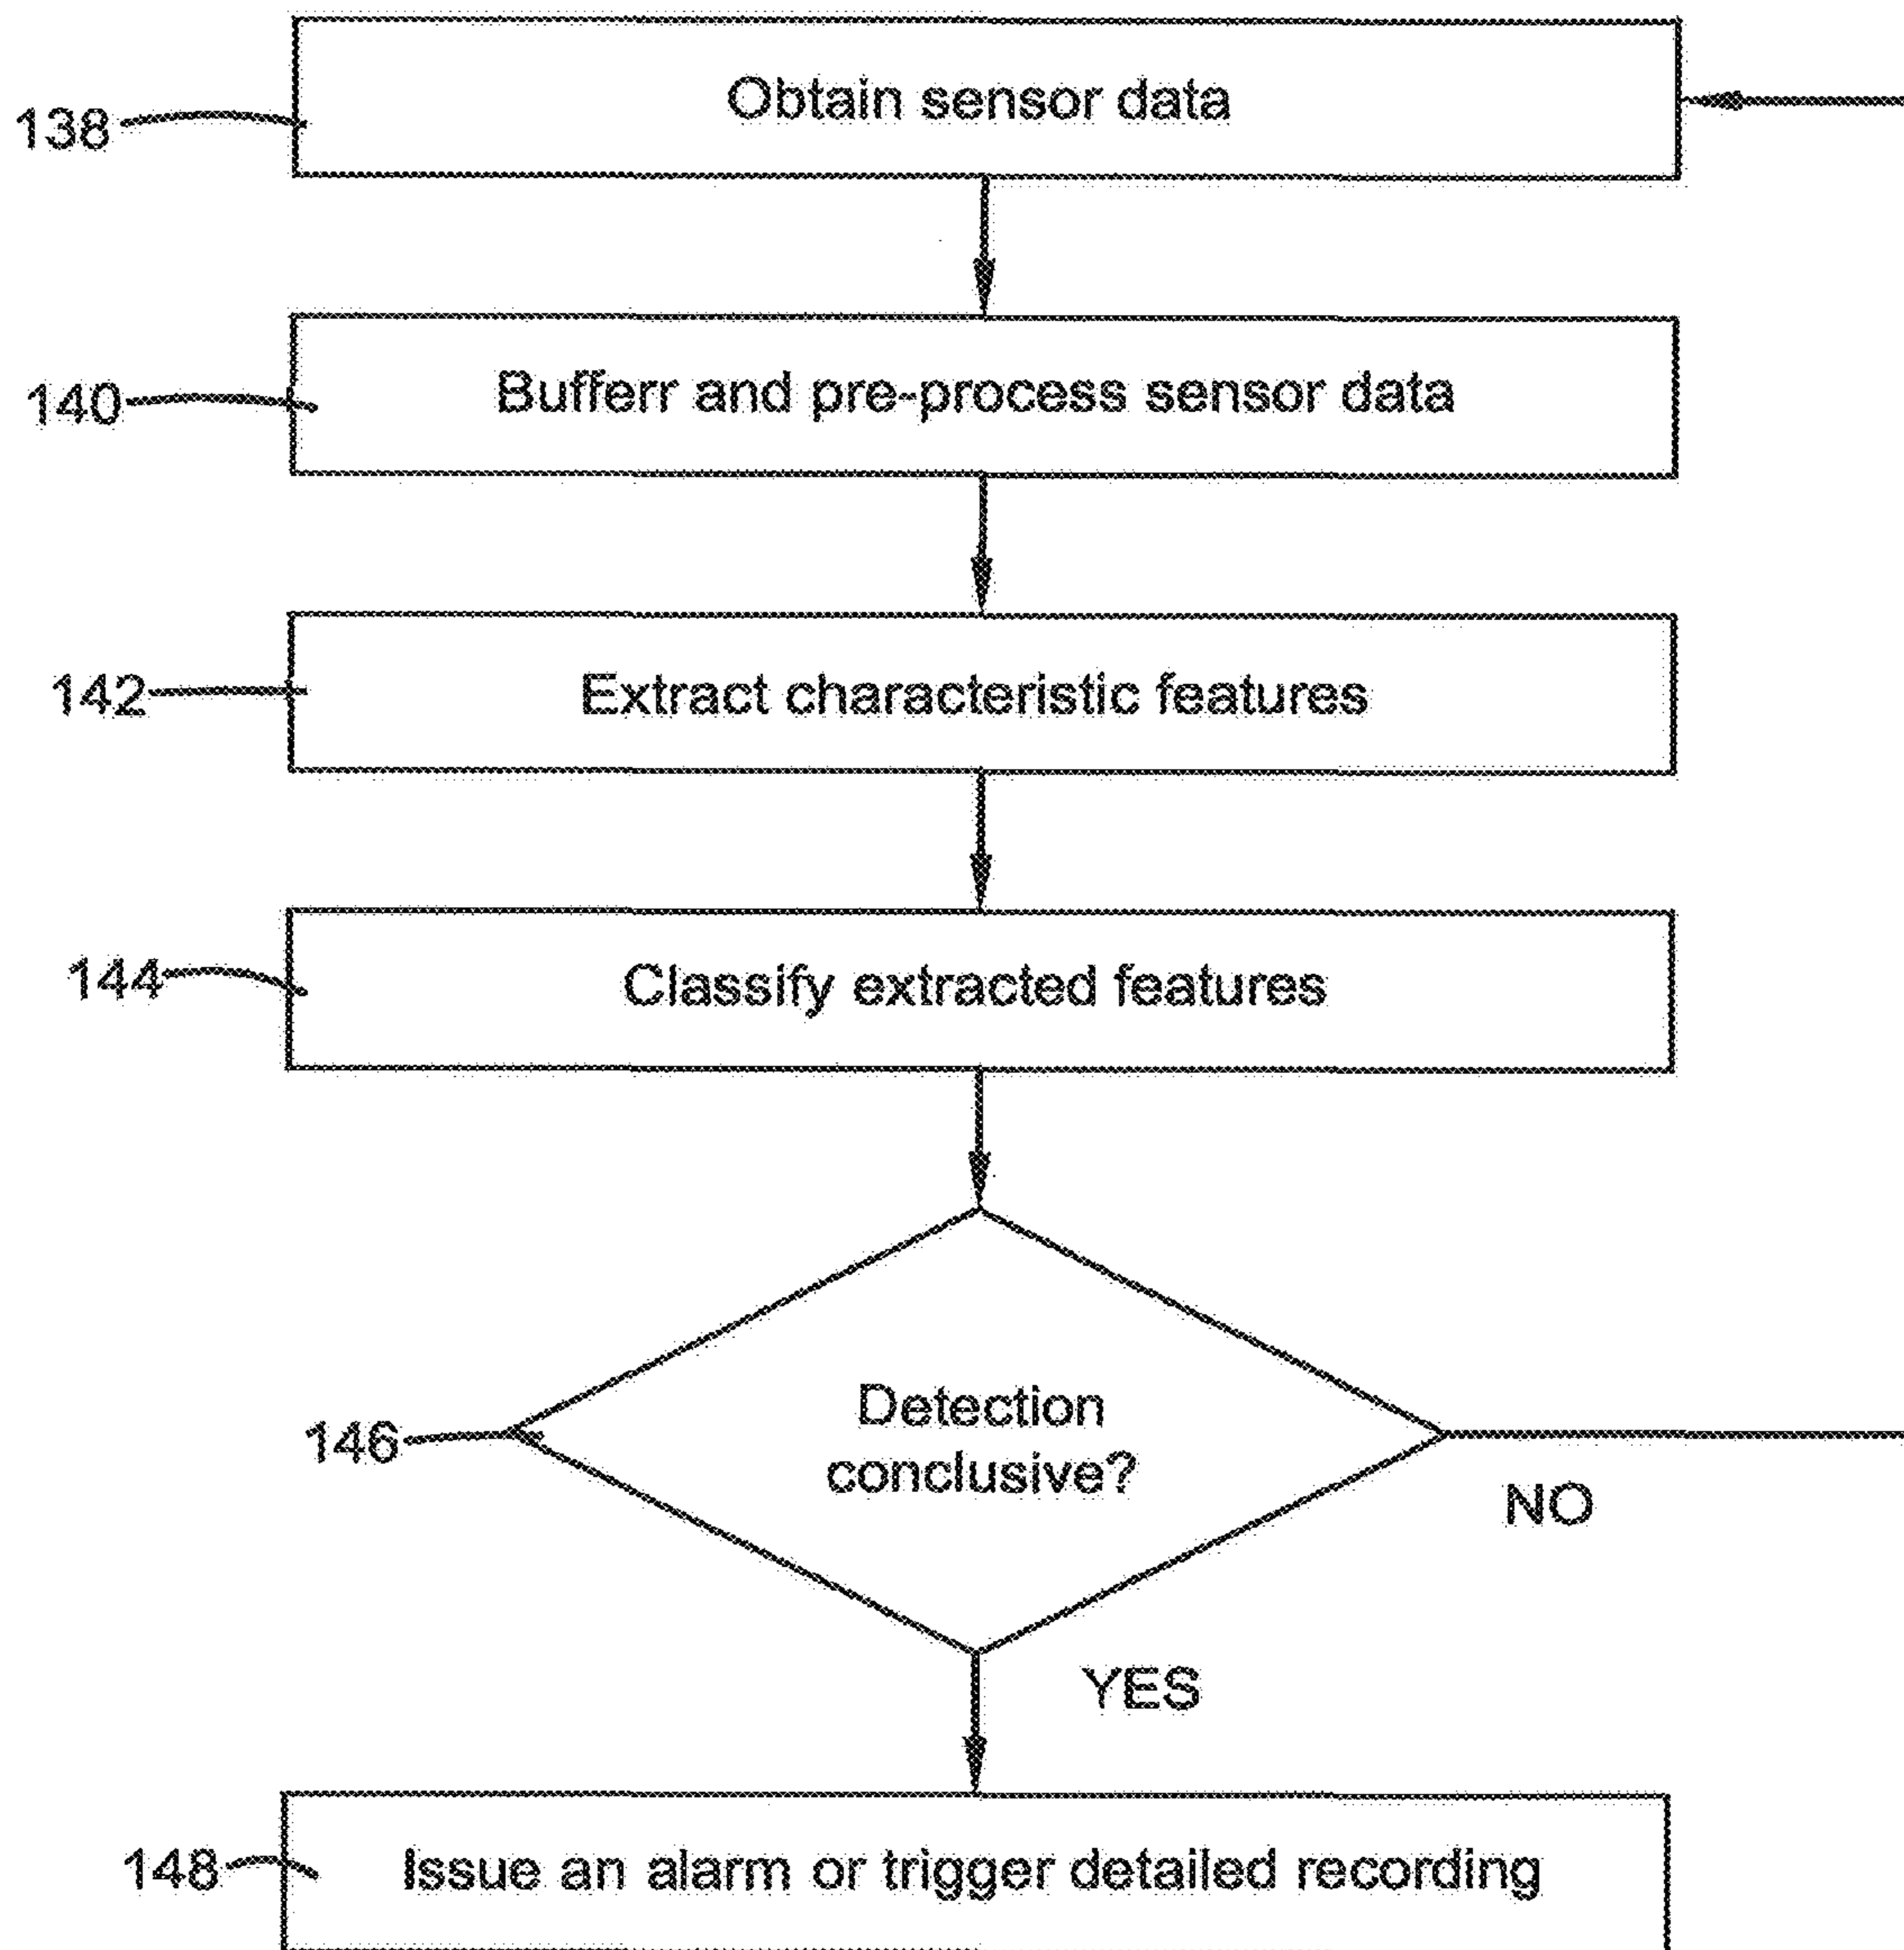 Obtain sensor data
138
Bufferr and pre-process sensor data
140
Extract characteristic features
142
Classify extracted features
144
Detection
conclusive?
146
NO
YES
148
Issue an alarm or trigger detailed recording